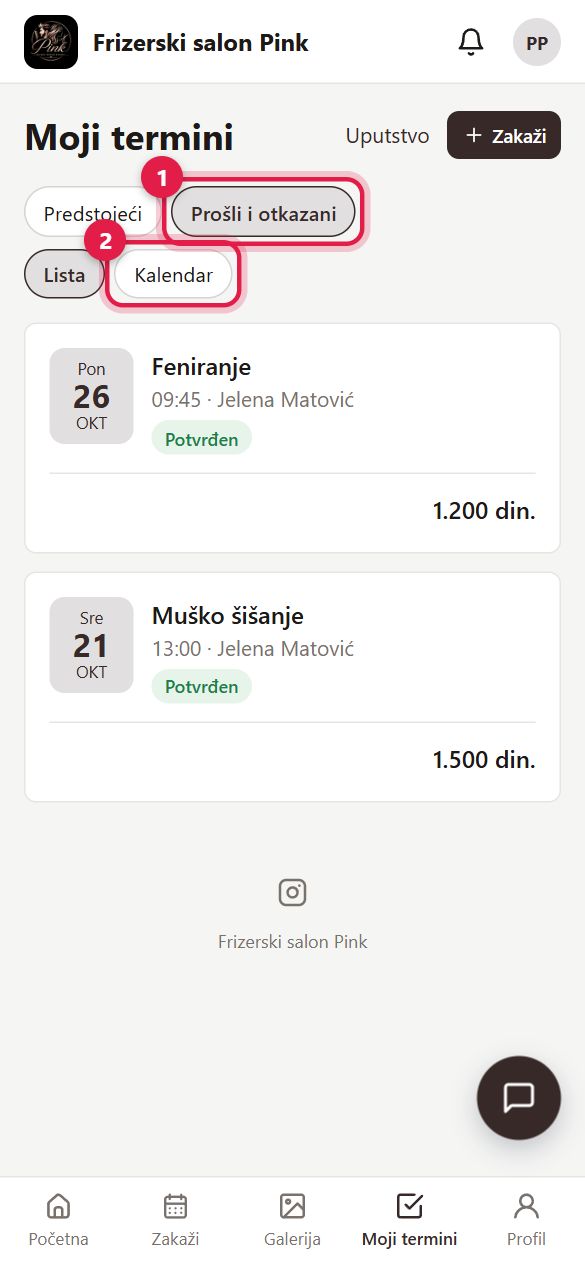 Pink
Frizerski salon Pink
PP
Moji termini
Uputstvo
+ Zakaži
1
Predstojeći
Prošli i otkazani
2
Lista
Kalendar
Pon
26
OKT
Feniranje
09:45 · Jelena Matović
Potvrđen
1.200 din.
Sre
21
OKT
Muško šišanje
13:00 · Jelena Matović
Potvrđen
1.500 din.
Frizerski salon Pink
Početna
Zakaži
Galerija
Moji termini
Profil